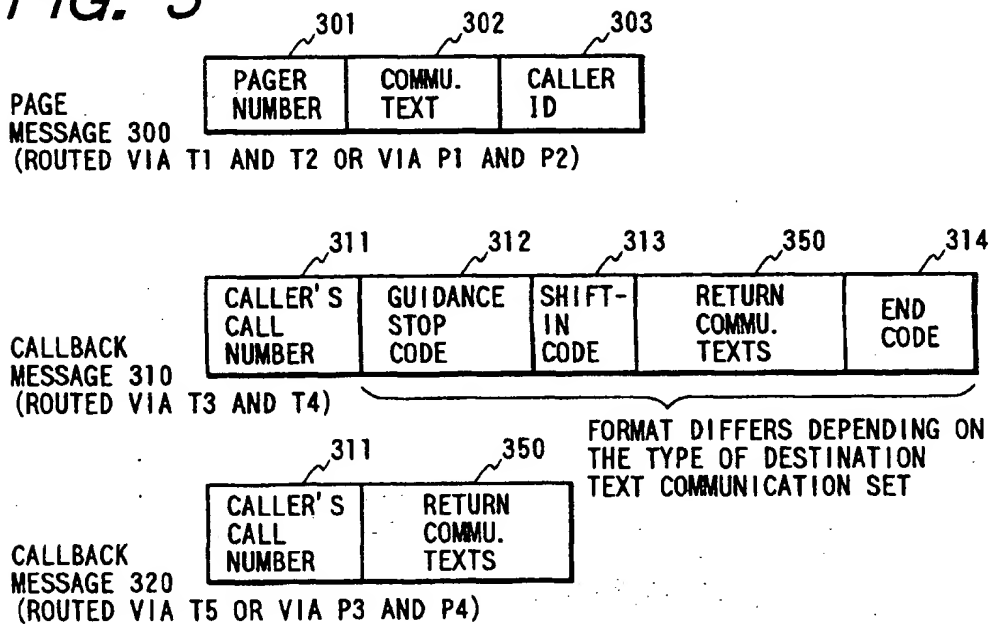 FIG. 3
301 302 303
PAGER NUMBER COMMU. TEXT CALLER ID
PAGE
MESSAGE 300
(ROUTED VIA T1 AND T2 OR VIA P1 AND P2)
311 312 313 350 314
CALLER'S CALL NUMBER GUIDANCE STOP CODE SHIFT-IN CODE RETURN COMMU. TEXTS END CODE
CALLBACK
MESSAGE 310
(ROUTED VIA T3 AND T4)
FORMAT DIFFERS DEPENDING ON
THE TYPE OF DESTINATION
TEXT COMMUNICATION SET
311 350
CALLER'S CALL NUMBER RETURN COMMU. TEXTS
CALLBACK
MESSAGE 320
(ROUTED VIA T5 OR VIA P3 AND P4)